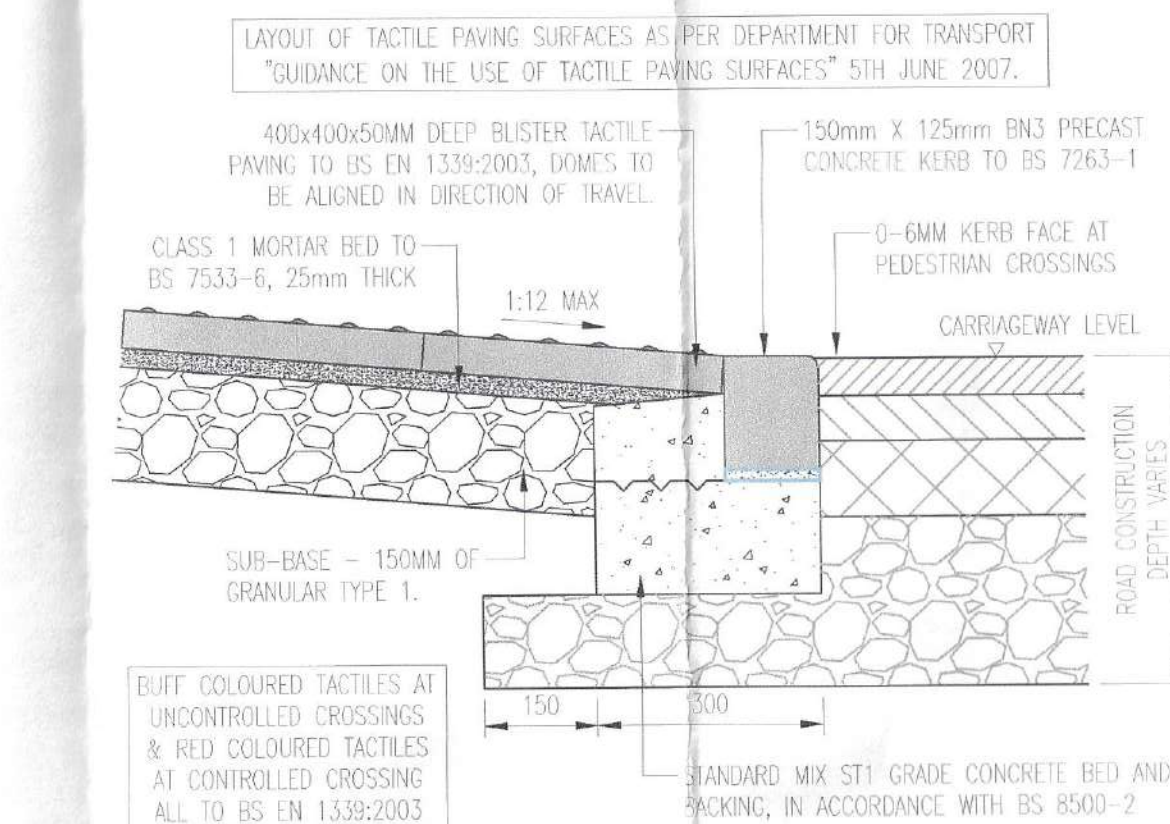 LAYOUT OF TACTILE PAVING SURFACES AS PER DEPARTMENT FOR TRANSPORT
"GUIDANCE ON THE USE OF TACTILE PAVING SURFACES" 5TH JUNE 2007.
400x400x50MM DEEP BLISTER TACTILE
PAVING TO BS EN 1339:2003, DOMES TO
BE ALIGNED IN DIRECTION OF TRAVEL.
150mm X 125mm BN3 PRECAST
CONCRETE KERB TO BS 7263-1
CLASS 1 MORTAR BED TO
BS 7533-6, 25mm THICK
0-6MM KERB FACE AT
PEDESTRIAN CROSSINGS
1:12 MAX
CARRIAGEWAY LEVEL
ROAD CONSTRUCTION
DEPTH VARIES
SUB-BASE - 150MM OF
GRANULAR TYPE 1.
150
300
BUFF COLOURED TACTILES AT
UNCONTROLLED CROSSINGS
& RED COLOURED TACTILES
AT CONTROLLED CROSSING
ALL TO BS EN 1339:2003
STANDARD MIX ST1 GRADE CONCRETE BED AND
BACKING, IN ACCORDANCE WITH BS 8500-2